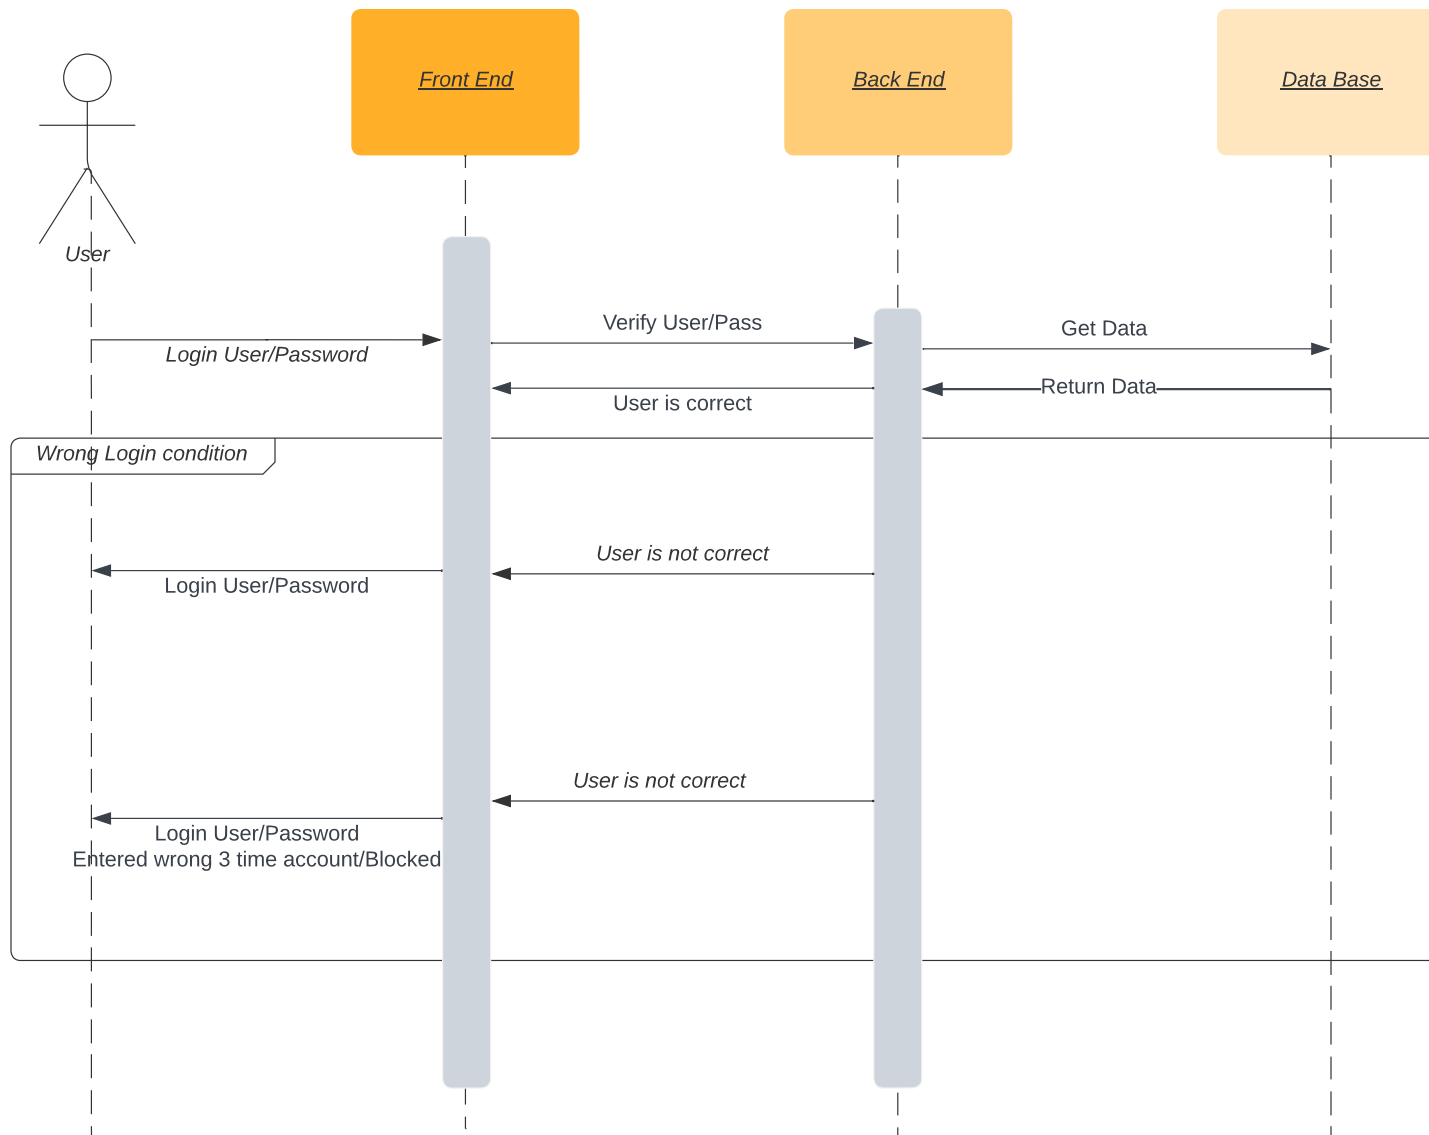 Front End
Back End
Data Base
User
Login User/Password
Verify User/Pass
Get Data
User is correct
Return Data
Wrong Login condition
User is not correct
Login User/Password
User is not correct
Login User/Password
Entered wrong 3 time account/Blocked